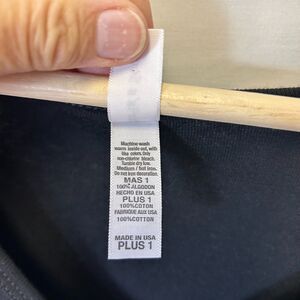 Machine wash
warm inside out, with
like colors. Only
non-chlorine bleach.
Tumble dry low.
Medium / hot iron.
Do not iron decoration.
MAS 1
100% ALGODON
HECHO EN USA
PLUS 1
100%COTON
FABRIQUE AUX USA
100%COTTON
MADE IN USA
PLUS 1